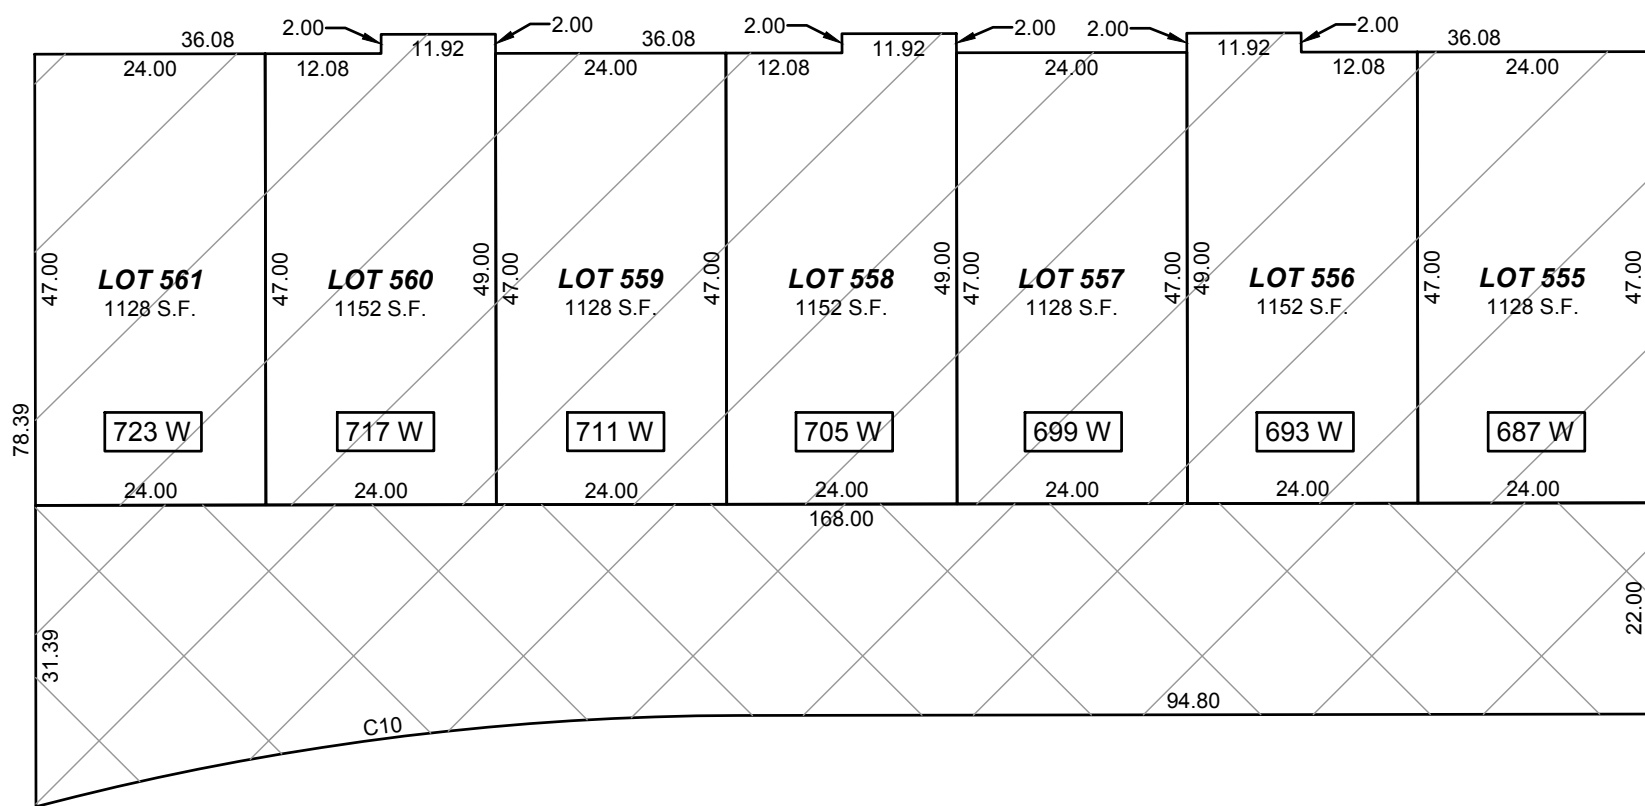 2.00 2.00 2.00 2.00 2.00 2.00
36.08 11.92 36.08 11.92 11.92 36.08
24.00 12.08 24.00 12.08 24.00 12.08 24.00
47.00 47.00 49.00 47.00 47.00 49.00 47.00 47.00 49.00 47.00 47.00
LOT 561 LOT 560 LOT 559 LOT 558 LOT 557 LOT 556 LOT 555
1128 S.F. 1152 S.F. 1128 S.F. 1152 S.F. 1128 S.F. 1152 S.F. 1128 S.F.
78.39
723 W 717 W 711 W 705 W 699 W 693 W 687 W
24.00 24.00 24.00 24.00 24.00 24.00 24.00
168.00
31.39
22.00
94.80
C10